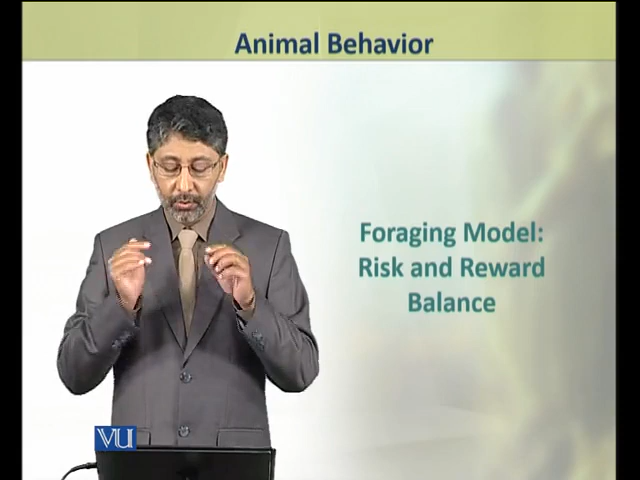 Animal Behavior
Foraging Model:
Risk and Reward
Balance
VU